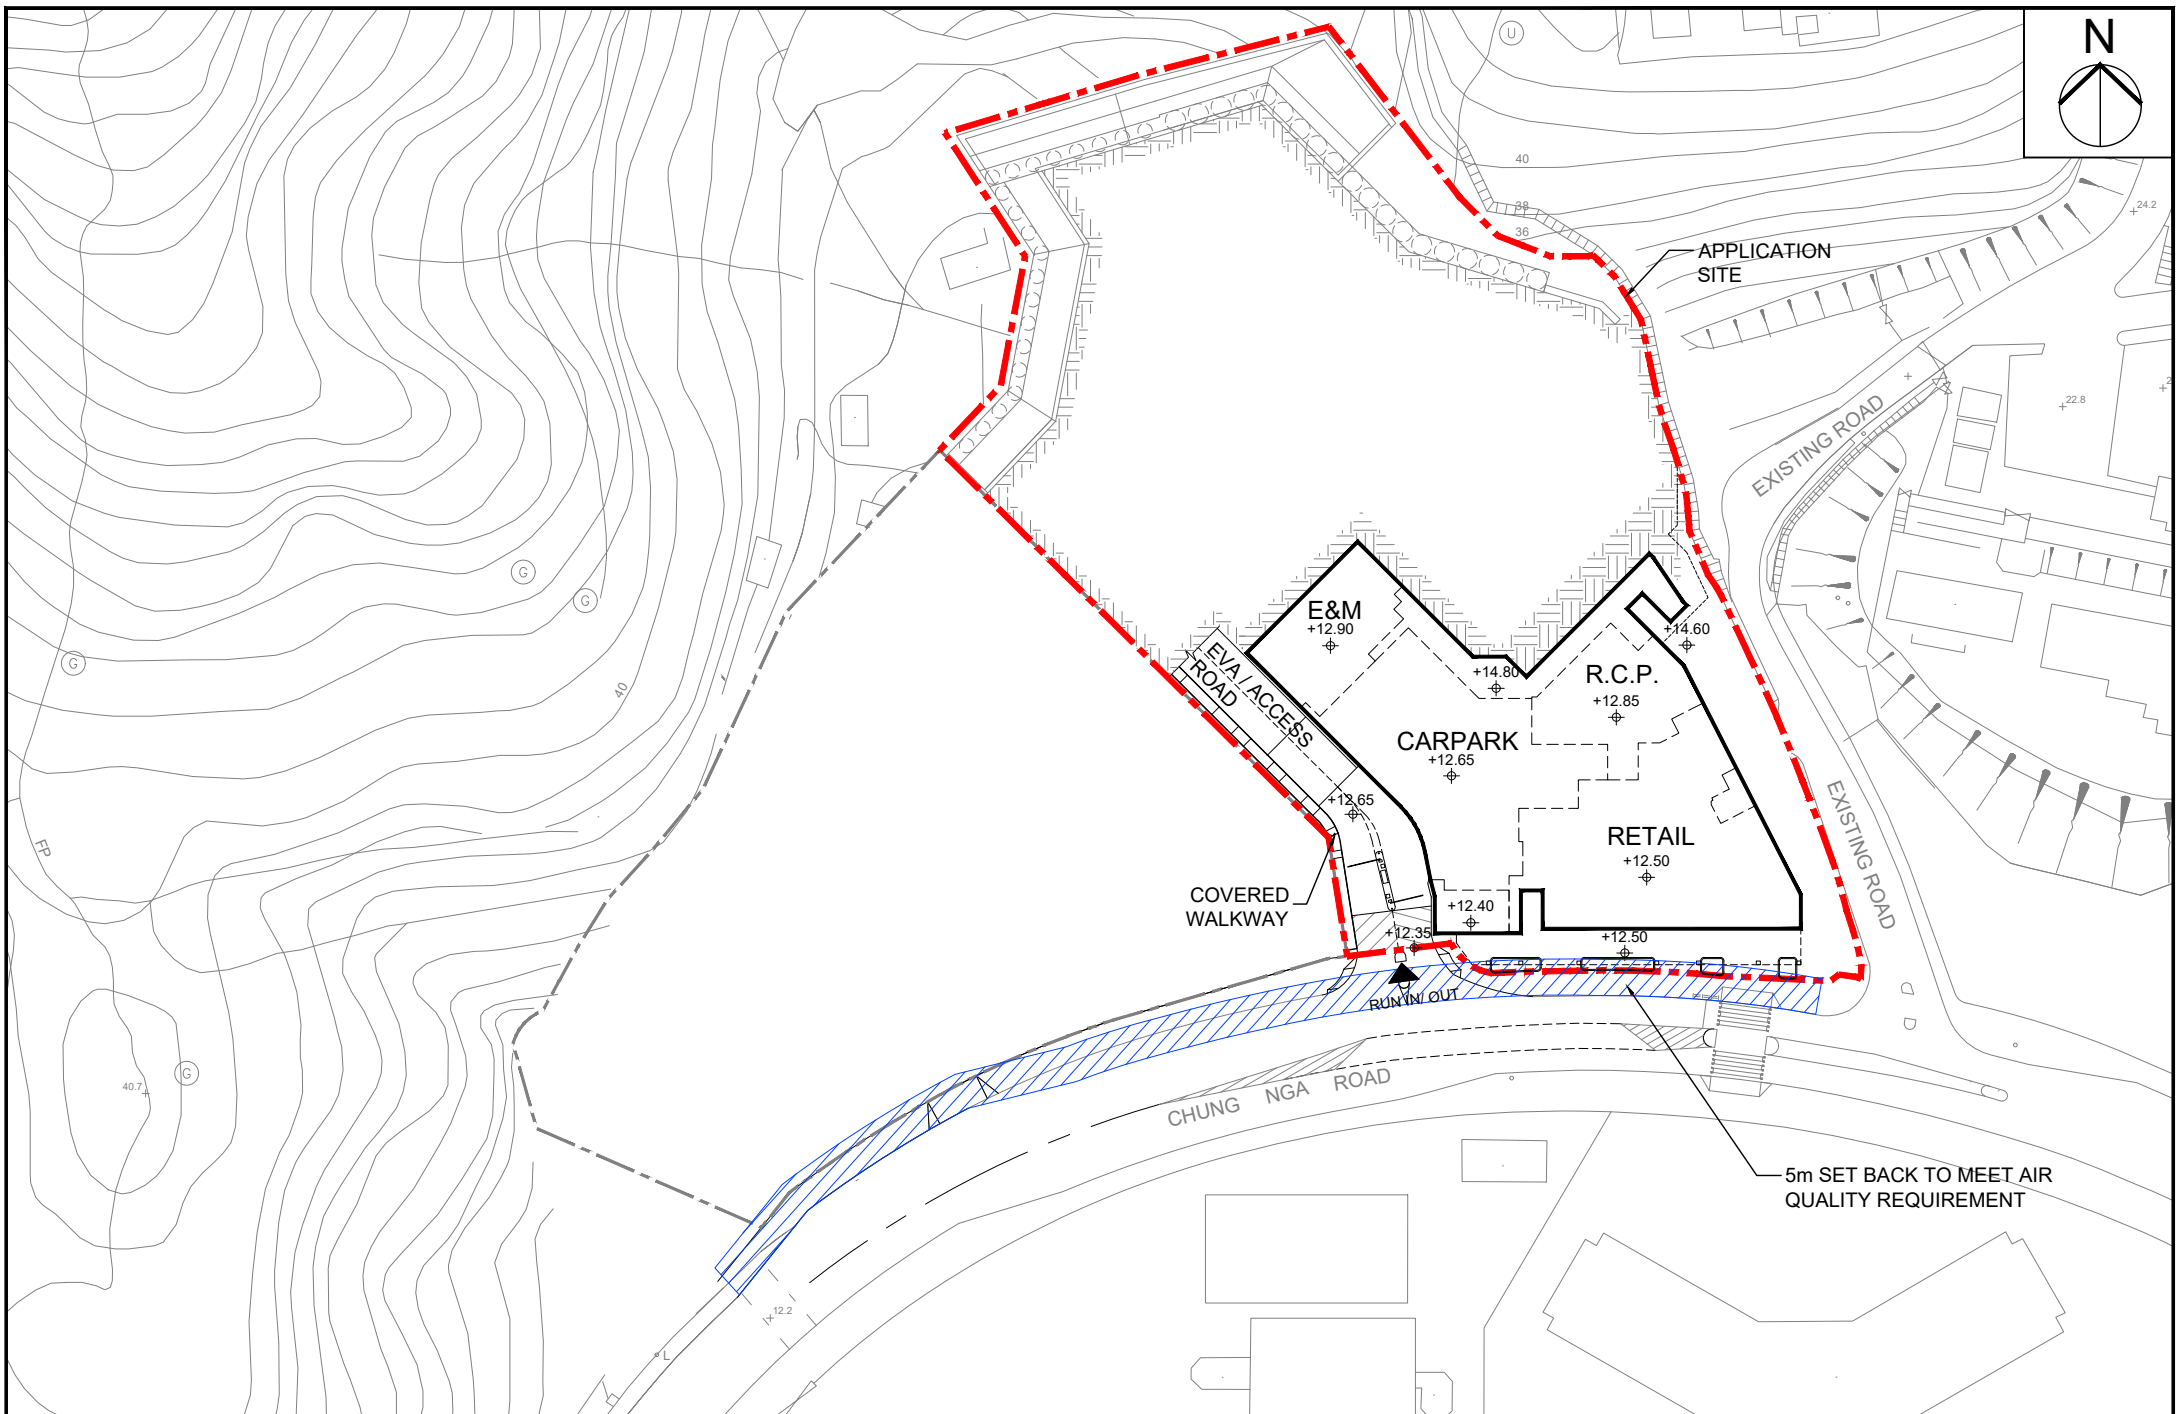 N
U
40
38
36
APPLICATION
SITE
24.2
22.8
EXISTING ROAD
G
G
G
40
E&M
+12.90
+14.60
EVA / ACCESS
ROAD
+14.80
R.C.P.
+12.85
CARPARK
+12.65
+12.65
RETAIL
+12.50
EXISTING ROAD
FP
COVERED
WALKWAY
+12.40
+12.35
+12.50
RUN IN/ OUT
G
40.7
CHUNG NGA ROAD
5m SET BACK TO MEET AIR
QUALITY REQUIREMENT
12.2
L